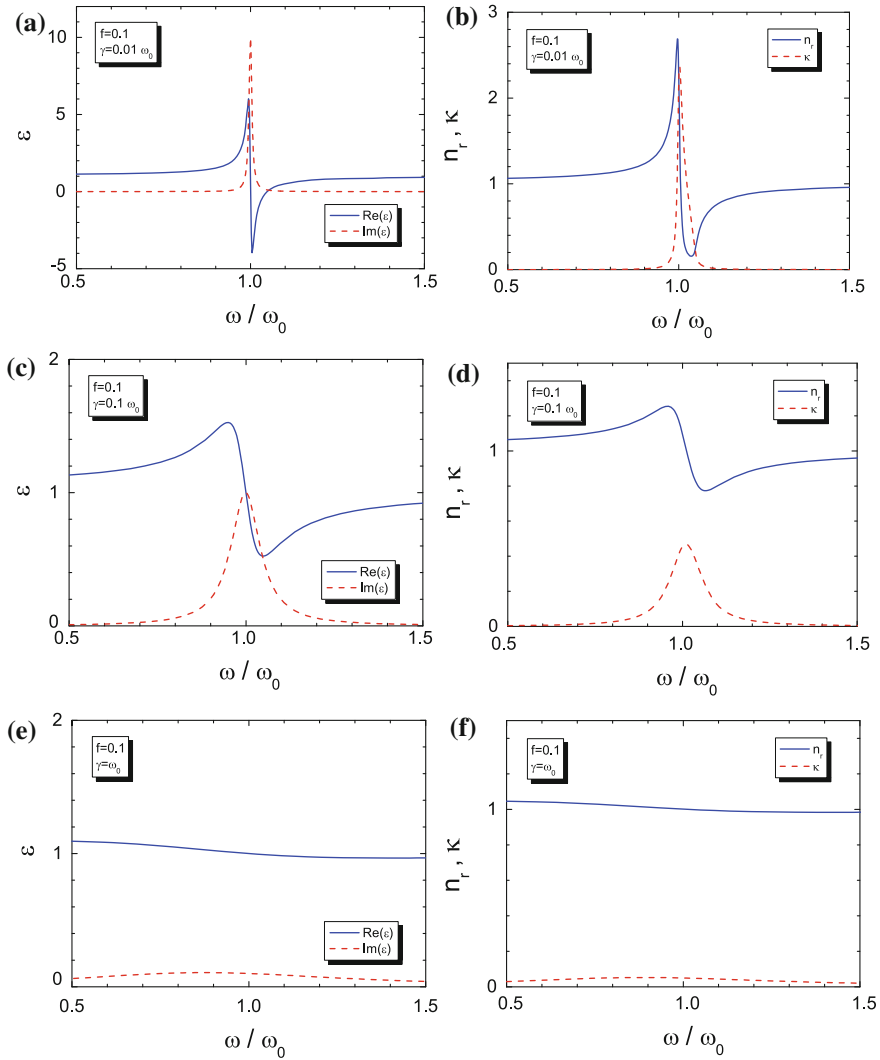 (a)
f=0.1
γ=0.01 ω₀
10
5
0
-5
ε
Re(ε)
Im(ε)
0.5
1.0
1.5
ω / ω₀
(b)
f=0.1
γ=0.01 ω₀
nᵣ
κ
3
2
1
0
nᵣ , κ
0.5
1.0
1.5
ω / ω₀
(c)
f=0.1
γ=0.1 ω₀
2
1
0
ε
Re(ε)
Im(ε)
0.5
1.0
1.5
ω / ω₀
(d)
f=0.1
γ=0.1 ω₀
nᵣ
κ
1
0
nᵣ , κ
0.5
1.0
1.5
ω / ω₀
(e)
f=0.1
γ=ω₀
2
1
0
ε
Re(ε)
Im(ε)
0.5
1.0
1.5
ω / ω₀
(f)
f=0.1
γ=ω₀
nᵣ
κ
1
0
nᵣ , κ
0.5
1.0
1.5
ω / ω₀